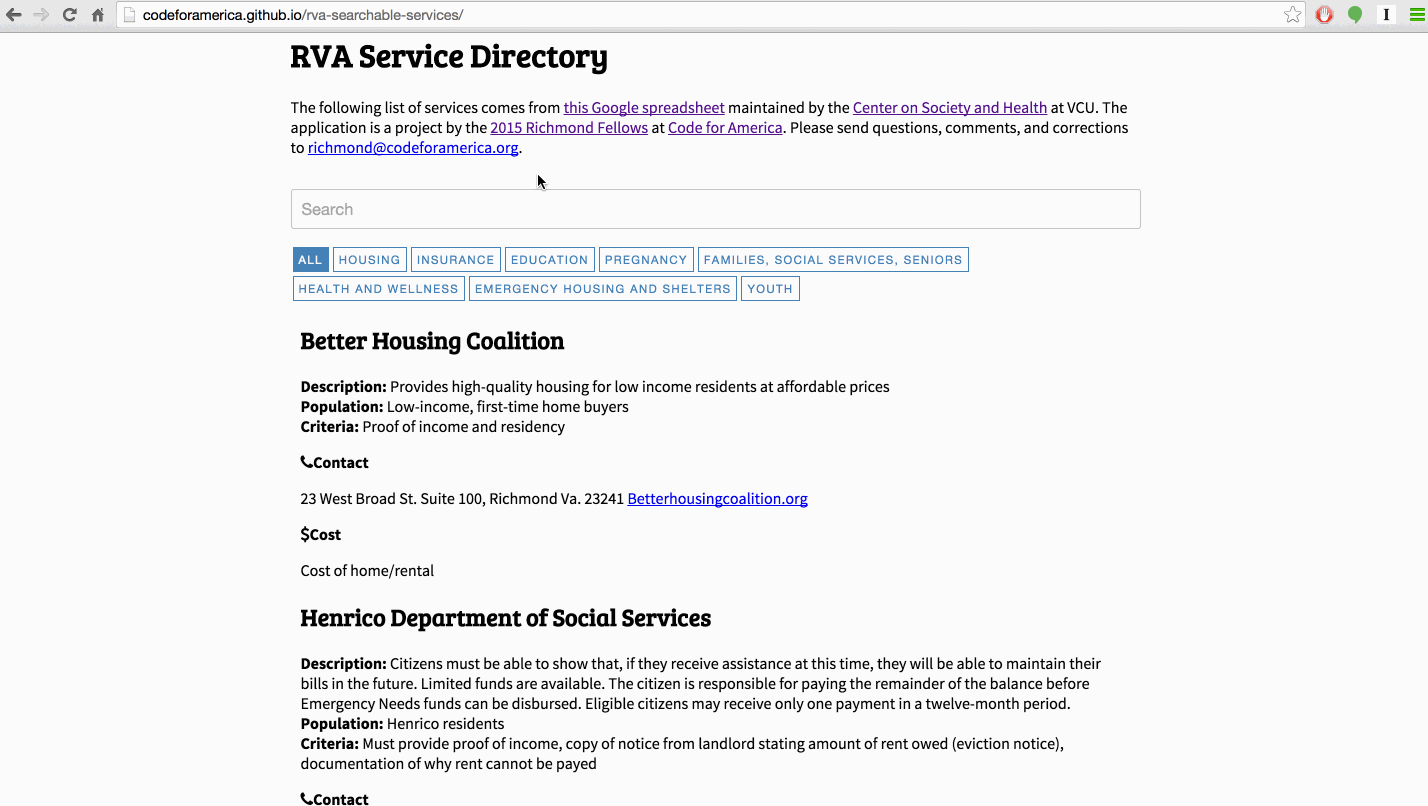 codeforamerica.github.io/rva-searchable-services/
RVA Service Directory
The following list of services comes from this Google spreadsheet maintained by the Center on Society and Health at VCU. The
application is a project by the 2015 Richmond Fellows at Code for America. Please send questions, comments, and corrections
to richmond@codeforamerica.org.
Search
ALL HOUSING INSURANCE EDUCATION PREGNANCY FAMILIES, SOCIAL SERVICES, SENIORS
HEALTH AND WELLNESS EMERGENCY HOUSING AND SHELTERS YOUTH
Better Housing Coalition
Description: Provides high-quality housing for low income residents at affordable prices
Population: Low-income, first-time home buyers
Criteria: Proof of income and residency
Contact
23 West Broad St. Suite 100, Richmond Va. 23241 Betterhousingcoalition.org
$Cost
Cost of home/rental
Henrico Department of Social Services
Description: Citizens must be able to show that, if they receive assistance at this time, they will be able to maintain their
bills in the future. Limited funds are available. The citizen is responsible for paying the remainder of the balance before
Emergency Needs funds can be disbursed. Eligible citizens may receive only one payment in a twelve-month period.
Population: Henrico residents
Criteria: Must provide proof of income, copy of notice from landlord stating amount of rent owed (eviction notice),
documentation of why rent cannot be payed
Contact